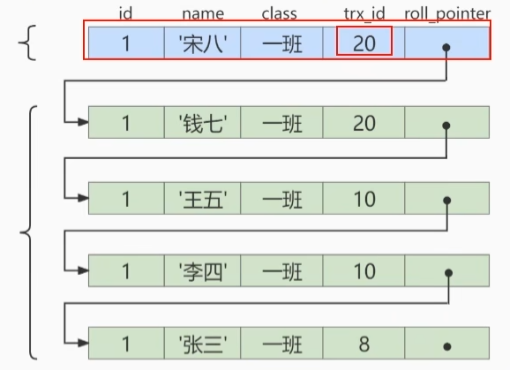 id name class trx_id roll_pointer
1 '宋八' 一班 20
1 '钱七' 一班 20
1 '王五' 一班 10
1 '李四' 一班 10
1 '张三' 一班 8